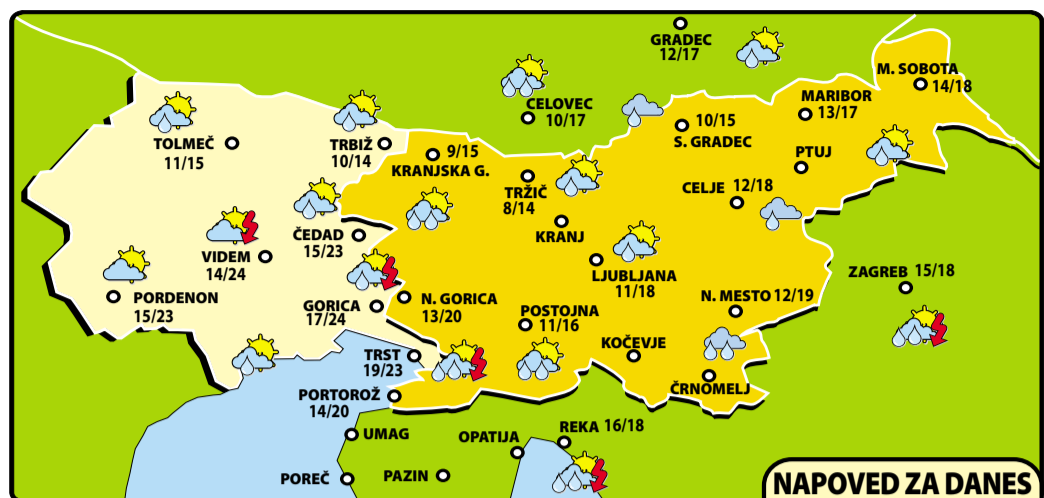 GRADEC
12/17
M. SOBOTA
14/18
CELOVEC
10/17
MARIBOR
13/17
10/15
S. GRADEC
TOLMEČ
11/15
TRBIŽ
10/14
9/15
KRANJSKA G.
PTUJ
TRŽIČ
8/14
CELJE 12/18
KRANJ
ČEDAD
15/23
VIDEM
14/24
LJUBLJANA
11/18
ZAGREB 15/18
PORDENON
15/23
GORICA
17/24
N. GORICA
13/20
N. MESTO 12/19
POSTOJNA
11/16
KOČEVJE
TRST
19/23
ČRNOMELJ
PORTOROŽ
14/20
UMAG
OPATIJA
REKA 16/18
POREČ
PAZIN
NAPOVED ZA DANES